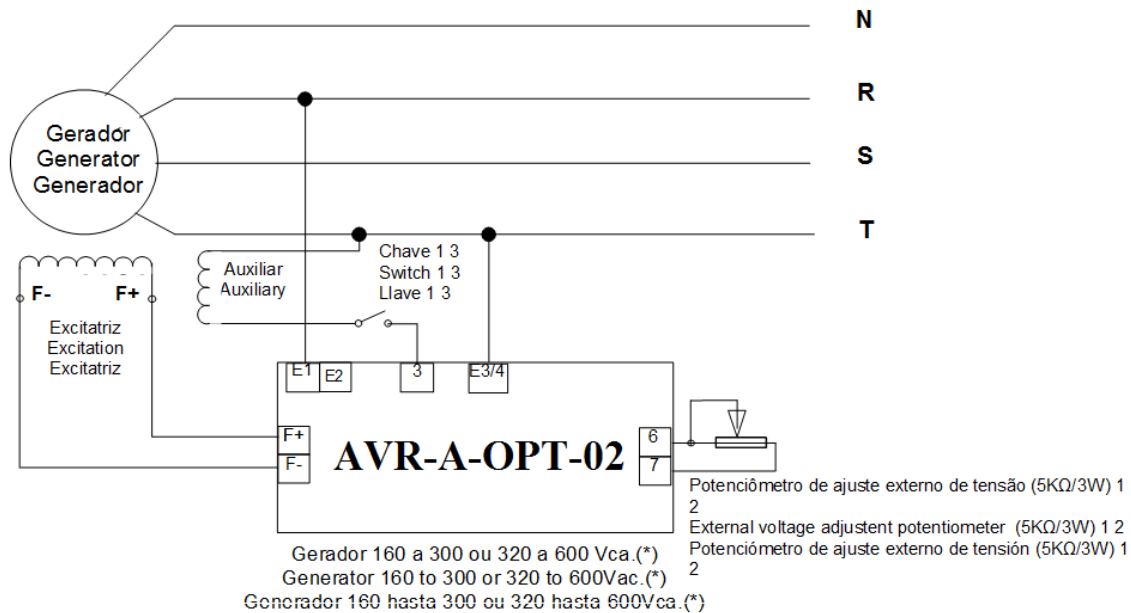 N
R
S
T
Geradór
Generator
Generador
F-
F+
Excitatriz
Excitation
Excitatriz
Auxiliar
Auxiliary
Chave 1 3
Switch 1 3
Llave 1 3
E1
E2
3
E3/4
F+
F-
AVR-A-OPT-02
6
7
Potenciômetro de ajuste externo de tensão (5KΩ/3W) 1
2
External voltage adjustent potentiometer (5KΩ/3W) 1 2
Potenciómetro de ajuste externo de tensión (5KΩ/3W) 1
2
Gerador 160 a 300 ou 320 a 600 Vca.(*)
Generator 160 to 300 or 320 to 600Vac.(*)
Generador 160 hasta 300 ou 320 hasta 600Vca.(*)